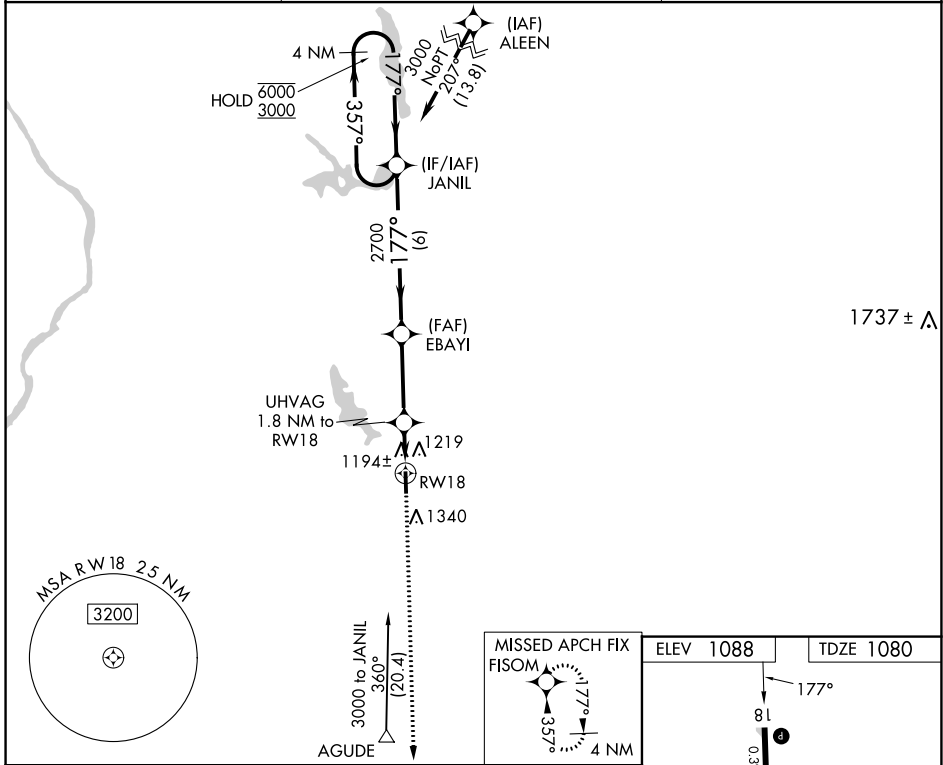 (IAF)
ALEEN
3000
NoPT
207°
(13.8)
4 NM
HOLD 6000
3000
177°
357°
(IF/IAF)
JANIL
2700
177°
(6)
(FAF)
EBAYI
1737 ±
UHVAG
1.8 NM to
RW18
1219
1194±
RW18
1340
MSA RW18 25 NM
3200
3000 to JANIL
360°
(20.4)
AGUDE
MISSED APCH FIX
FISOM
177°
357°
4 NM
ELEV 1088
TDZE 1080
177°
18
P
0.3